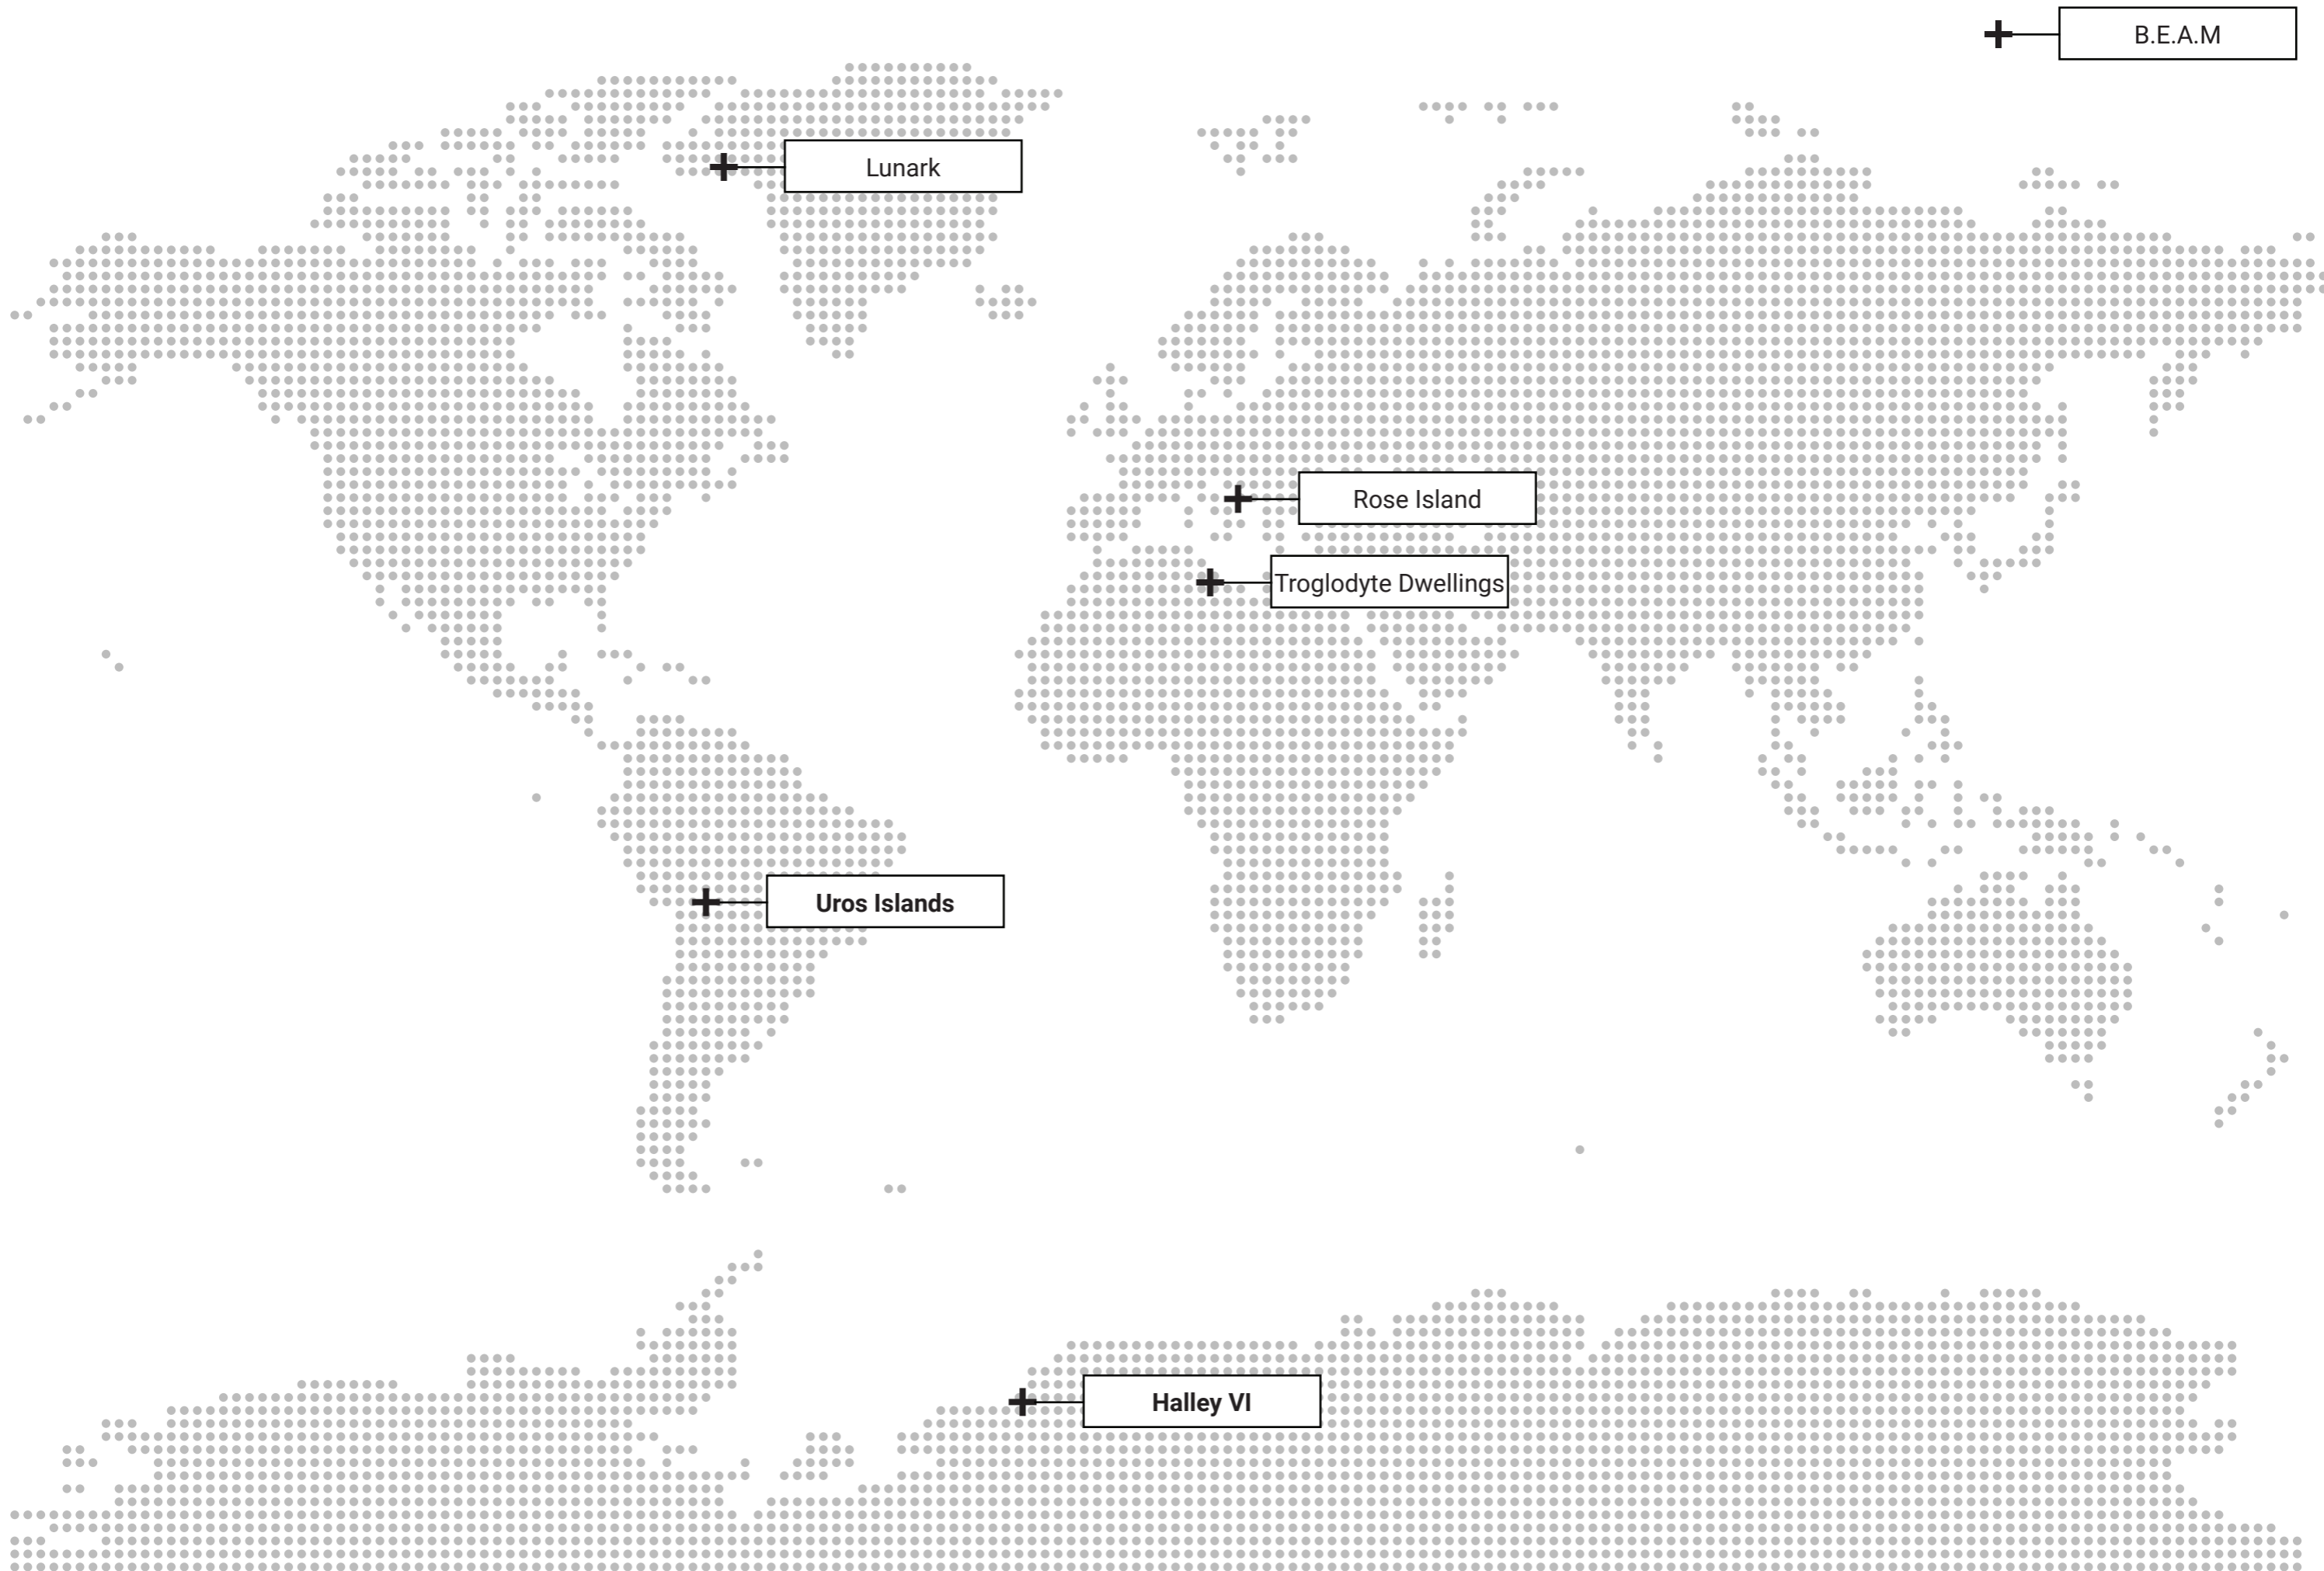 B.E.A.M
Lunark
Rose Island
Troglodyte Dwellings
Uros Islands
Halley VI